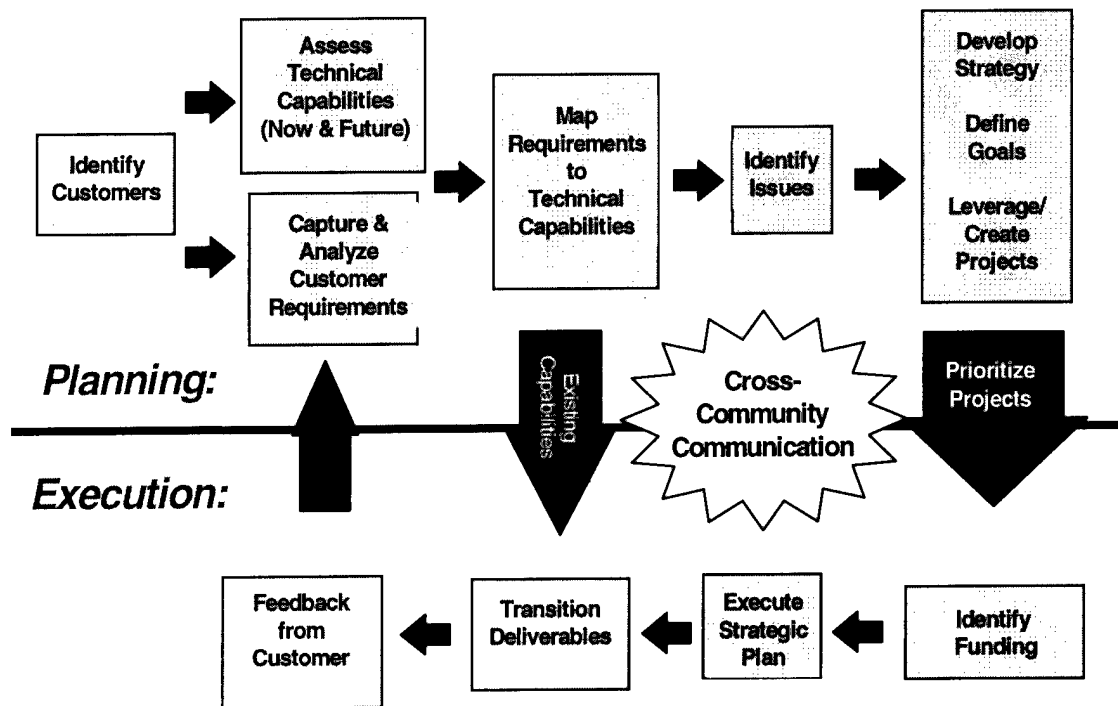 Identify
Customers
Assess
Technical
Capabilities
(Now & Future)
Capture &
Analyze
Customer
Requirements
Map
Requirements
to
Technical
Capabilities
Identify
Issues
Develop
Strategy
Define
Goals
Leverage/
Create
Projects
Planning:
Existing
Capabilities
Cross-
Community
Communication
Prioritize
Projects
Execution:
Feedback
from
Customer
Transition
Deliverables
Execute
Strategic
Plan
Identify
Funding